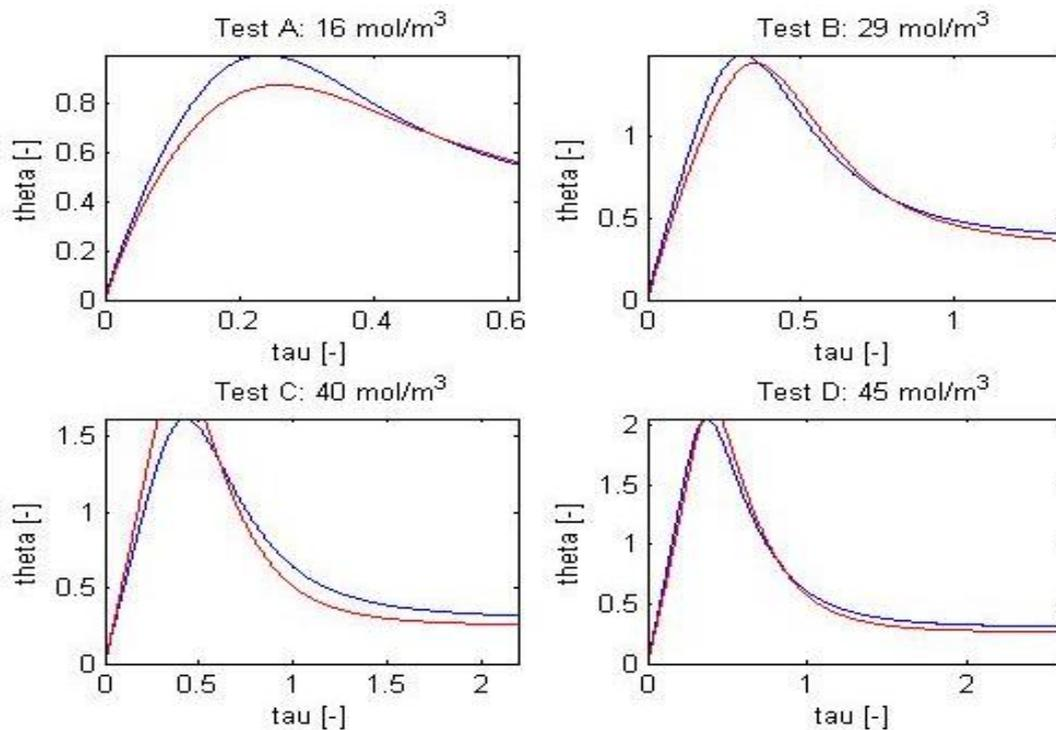 Test A: 16 mol/m³
theta [-]
0.8
0.6
0.4
0.2
0
0 0.2 0.4 0.6
tau [-]
Test B: 29 mol/m³
theta [-]
1
0.5
0
0 0.5 1
tau [-]
Test C: 40 mol/m³
theta [-]
1.5
1
0.5
0
0 0.5 1 1.5 2
tau [-]
Test D: 45 mol/m³
theta [-]
2
1.5
1
0.5
0
0 1 2
tau [-]